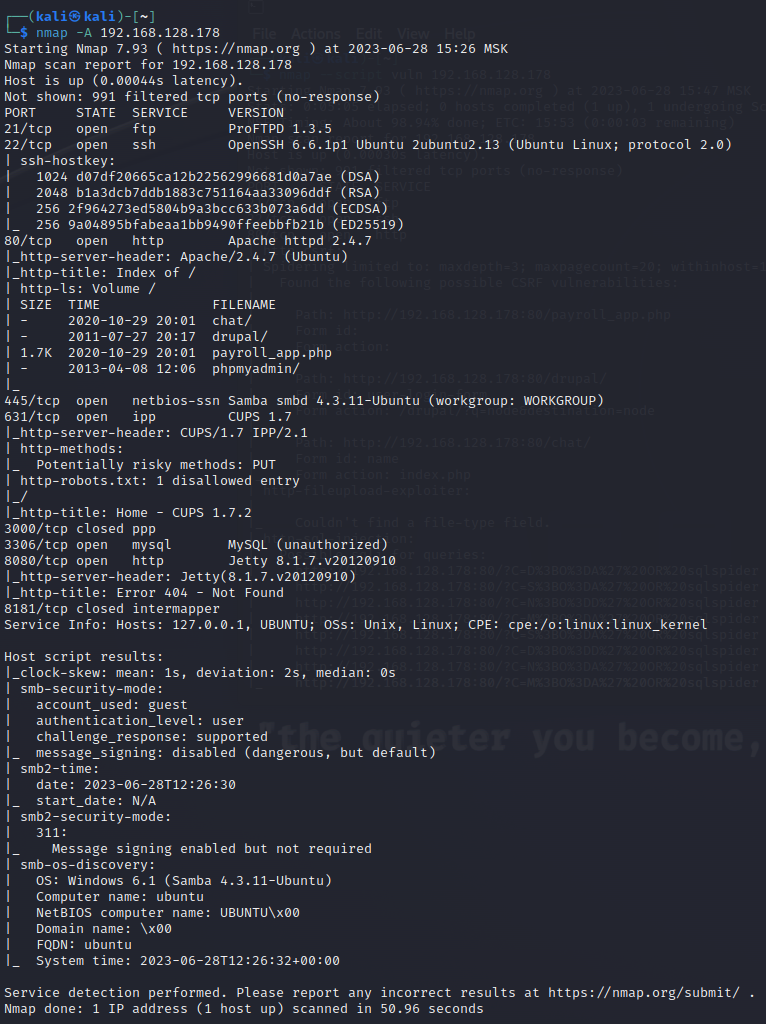 ┌──(kali㉿kali)-[~]
└─$ nmap -A 192.168.128.178
Starting Nmap 7.93 ( https://nmap.org ) at 2023-06-28 15:26 MSK
Nmap scan report for 192.168.128.178
Host is up (0.00044s latency).
Not shown: 991 filtered tcp ports (no-response)
PORT     STATE  SERVICE     VERSION
21/tcp   open   ftp         ProFTPD 1.3.5
22/tcp   open   ssh         OpenSSH 6.6.1p1 Ubuntu 2ubuntu2.13 (Ubuntu Linux; protocol 2.0)
| ssh-hostkey:
|   1024 d07df20665ca12b22562996681d0a7ae (DSA)
|   2048 b1a3dcb7ddb1883c751164aa33096ddf (RSA)
|   256 2f964273ed5804b9a3bcc633b073a6dd (ECDSA)
|_  256 9a04895bfabeaa1bb9490ffeebbfb21b (ED25519)
80/tcp   open   http        Apache httpd 2.4.7
|_http-server-header: Apache/2.4.7 (Ubuntu)
|_http-title: Index of /
| http-ls: Volume /
| SIZE  TIME              FILENAME
| -     2020-10-29 20:01  chat/
| -     2011-07-27 20:17  drupal/
| 1.7K  2020-10-29 20:01  payroll_app.php
| -     2013-04-08 12:06  phpmyadmin/
|_
445/tcp  open   netbios-ssn Samba smbd 4.3.11-Ubuntu (workgroup: WORKGROUP)
631/tcp  open   ipp         CUPS 1.7
|_http-server-header: CUPS/1.7 IPP/2.1
| http-methods:
|_  Potentially risky methods: PUT
| http-robots.txt: 1 disallowed entry
|_/
|_http-title: Home - CUPS 1.7.2
3000/tcp closed ppp
3306/tcp open   mysql       MySQL (unauthorized)
8080/tcp open   http        Jetty 8.1.7.v20120910
|_http-server-header: Jetty(8.1.7.v20120910)
|_http-title: Error 404 - Not Found
8181/tcp closed intermapper
Service Info: Hosts: 127.0.0.1, UBUNTU; OSs: Unix, Linux; CPE: cpe:/o:linux:linux_kernel

Host script results:
|_clock-skew: mean: 1s, deviation: 2s, median: 0s
| smb-security-mode:
|   account_used: guest
|   authentication_level: user
|   challenge_response: supported
|_  message_signing: disabled (dangerous, but default)
| smb2-time:
|   date: 2023-06-28T12:26:30
|_  start_date: N/A
| smb2-security-mode:
|   311:
|_    Message signing enabled but not required
| smb-os-discovery:
|   OS: Windows 6.1 (Samba 4.3.11-Ubuntu)
|   Computer name: ubuntu
|   NetBIOS computer name: UBUNTU\x00
|   Domain name: \x00
|   FQDN: ubuntu
|_  System time: 2023-06-28T12:26:32+00:00

Service detection performed. Please report any incorrect results at https://nmap.org/submit/ .
Nmap done: 1 IP address (1 host up) scanned in 50.96 seconds
"the quieter you become,